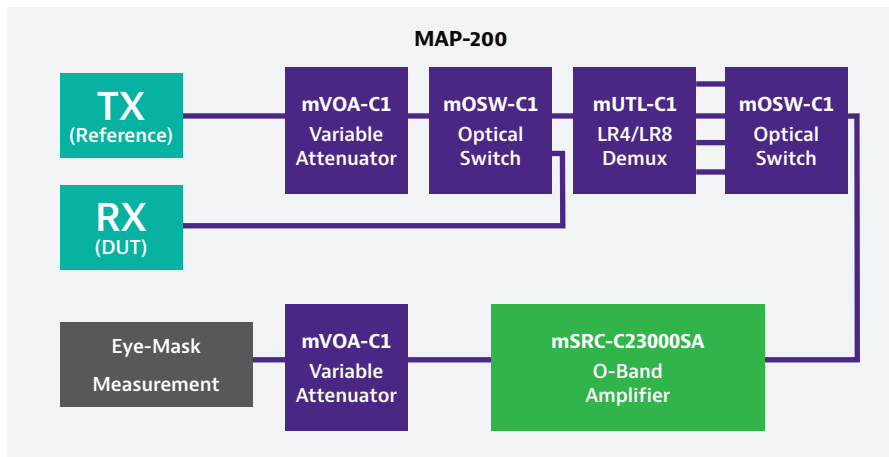 MAP-200
TX
(Reference)
mVOA-C1
Variable
Attenuator
mOSW-C1
Optical
Switch
mUTL-C1
LR4/LR8
Demux
mOSW-C1
Optical
Switch
RX
(DUT)
Eye-Mask
Measurement
mVOA-C1
Variable
Attenuator
mSRC-C23000SA
O-Band
Amplifier